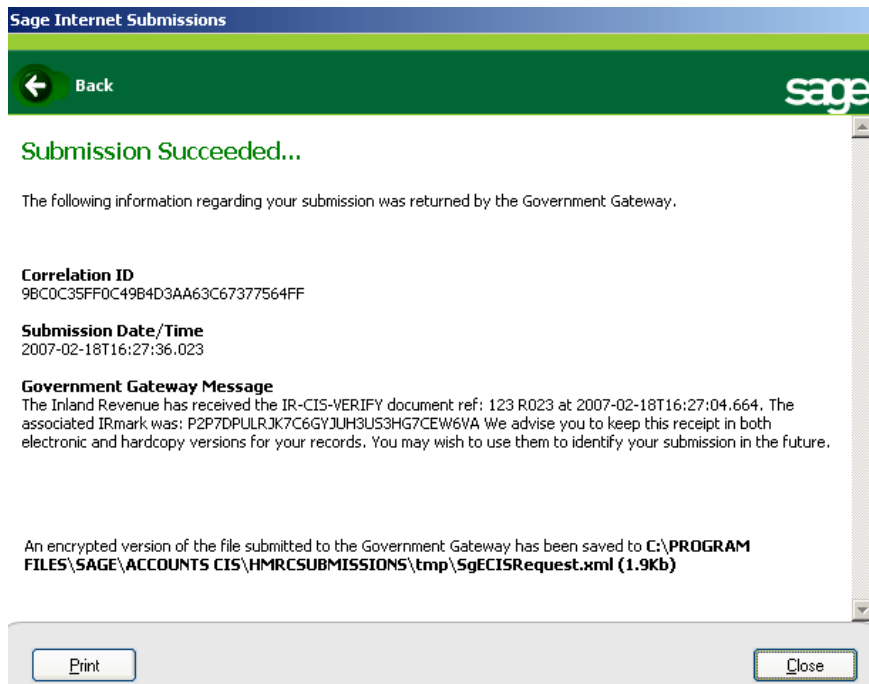 Sage Internet Submissions
Back
sage
Submission Succeeded...
The following information regarding your submission was returned by the Government Gateway.
Correlation ID
9BC0C35FF0C49B4D3AA63C67377564FF
Submission Date/Time
2007-02-18T16:27:36.023
Government Gateway Message
The Inland Revenue has received the IR-CIS-VERIFY document ref: 123 R023 at 2007-02-18T16:27:04.664. The
associated IRmark was: P2P7DPULRJK7C6GYJUH3US3HG7CEW6VA We advise you to keep this receipt in both
electronic and hardcopy versions for your records. You may wish to use them to identify your submission in the future.
An encrypted version of the file submitted to the Government Gateway has been saved to C:\PROGRAM
FILES\SAGE\ACCOUNTS CIS\HMRCSUBMISSIONS\tmp\SgECISRequest.xml (1.9Kb)
Print
Close